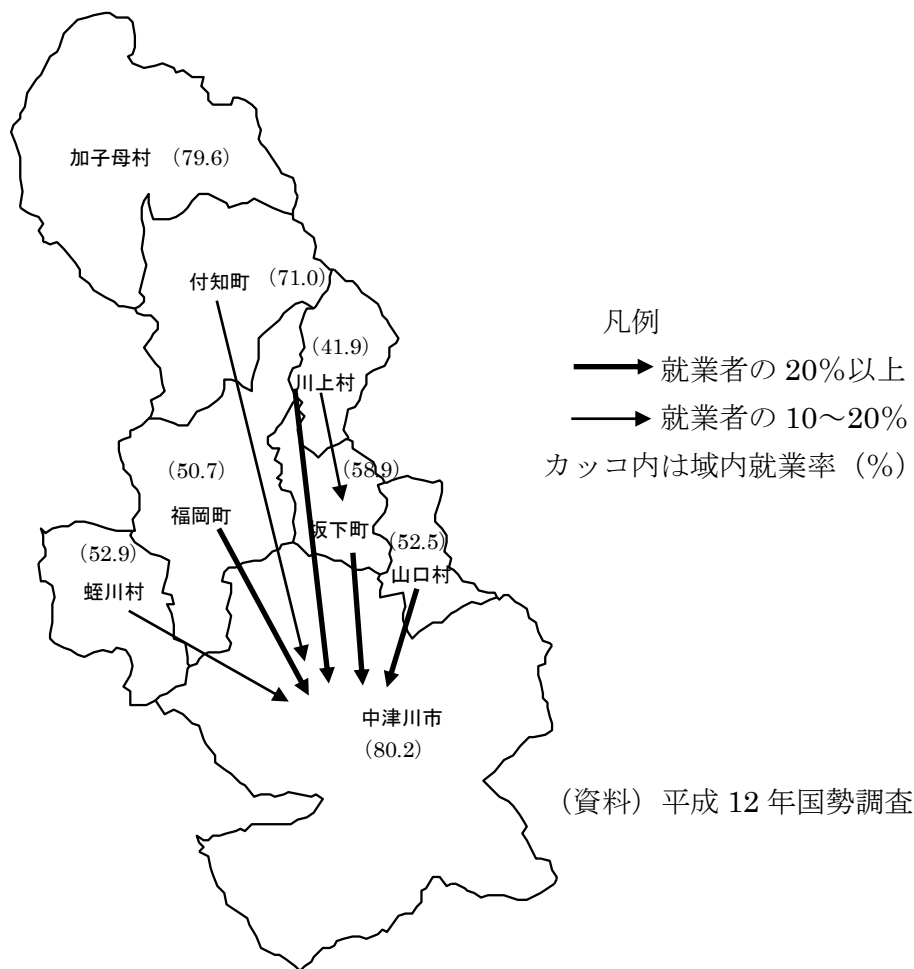 加子母村 (79.6)
付知町 (71.0)
凡例
(41.9)
川上村
就業者の 20%以上
就業者の 10～20%
カッコ内は域内就業率（%）
(50.7)
(58.9)
福岡町
坂下町
(52.5)
(52.9)
山口村
蛭川村
中津川市
(80.2)
（資料）平成 12 年国勢調査